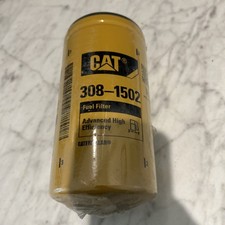 CAT
308-1502
Fuel Filter
Advanced High
Efficiency